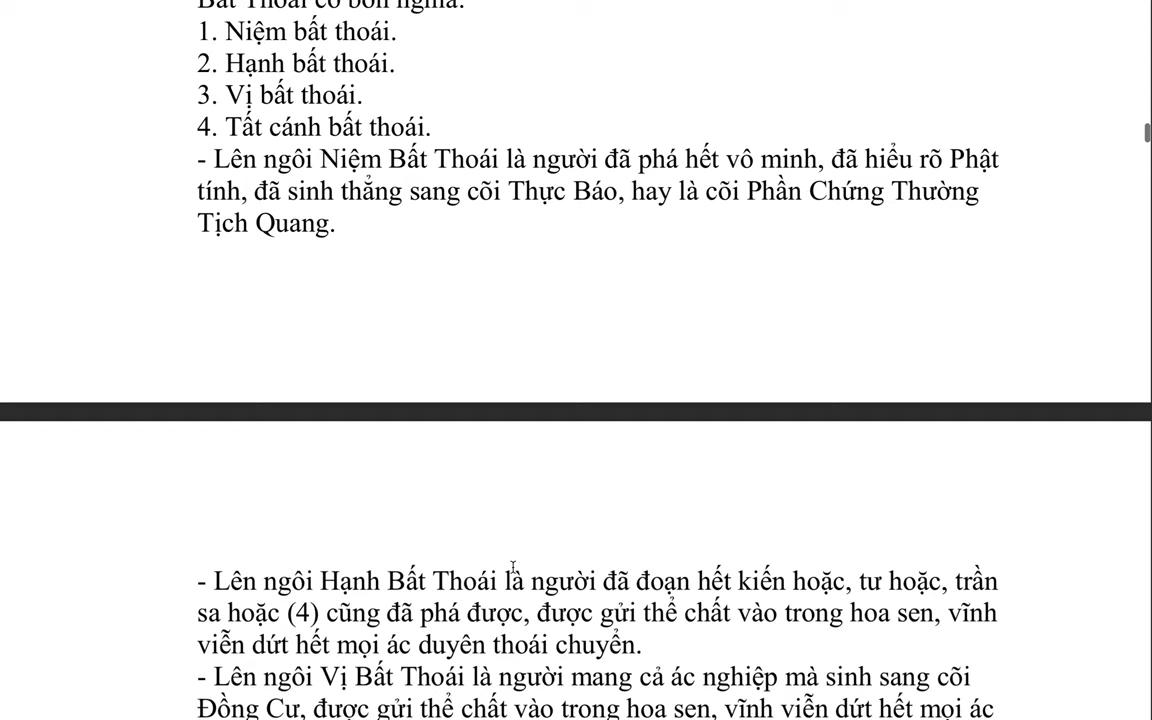 Bất Thoái có bốn nghĩa:
1. Niệm bất thoái.
2. Hạnh bất thoái.
3. Vị bất thoái.
4. Tất cánh bất thoái.
- Lên ngôi Niệm Bất Thoái là người đã phá hết vô minh, đã hiểu rõ Phật
tính, đã sinh thẳng sang cõi Thực Báo, hay là cõi Phần Chứng Thường
Tịch Quang.
- Lên ngôi Hạnh Bất Thoái là người đã đoạn hết kiến hoặc, tư hoặc, trần
sa hoặc (4) cũng đã phá được, được gửi thể chất vào trong hoa sen, vĩnh
viễn dứt hết mọi ác duyên thoái chuyển.
- Lên ngôi Vị Bất Thoái là người mang cả ác nghiệp mà sinh sang cõi
Đồng Cư, được gửi thể chất vào trong hoa sen, vĩnh viễn dứt hết mọi ác